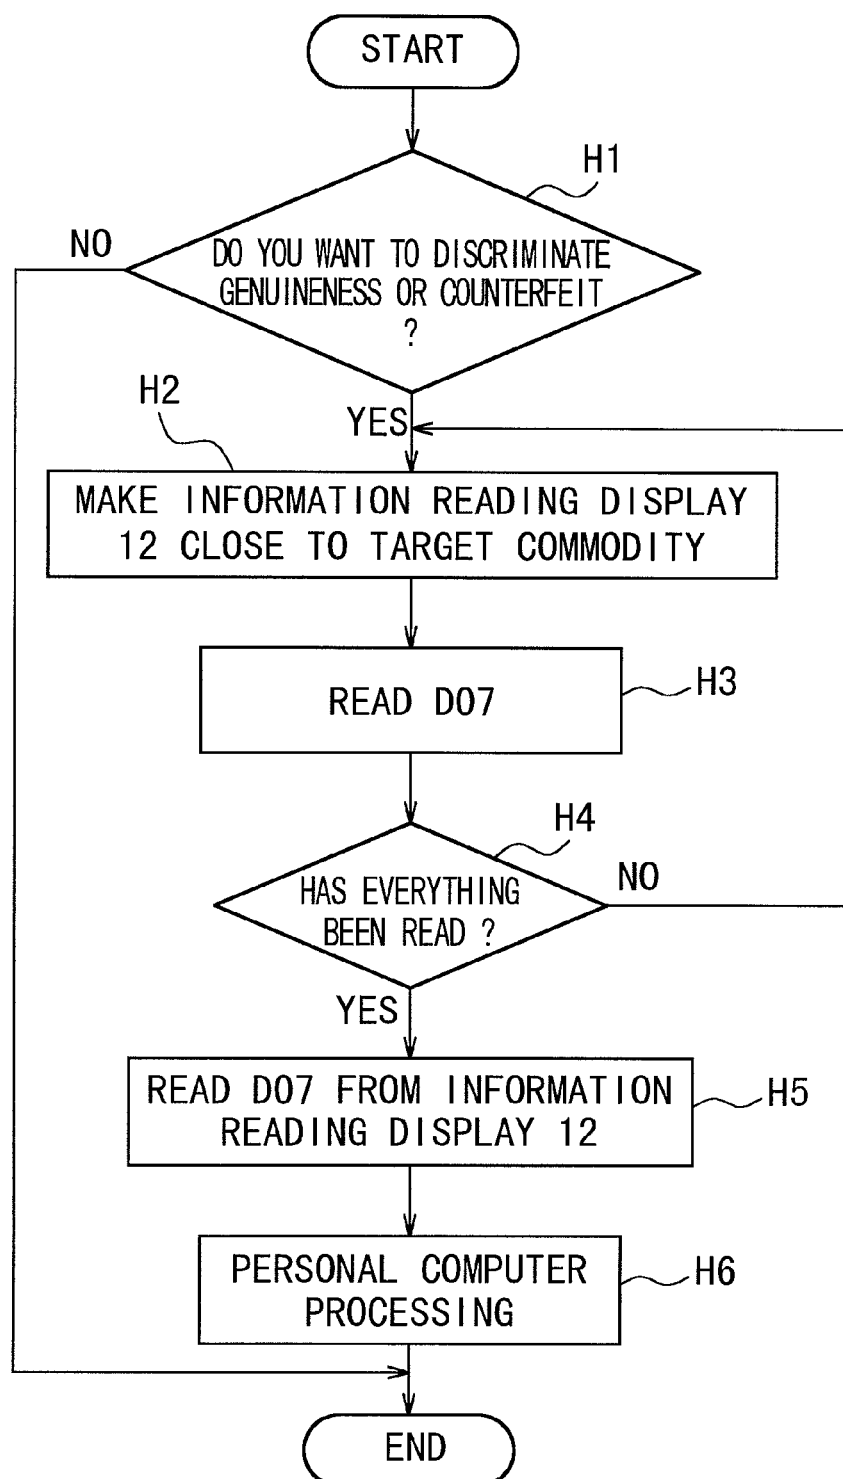 START
H1
NO
DO YOU WANT TO DISCRIMINATE
GENUINENESS OR COUNTERFEIT
?
H2
YES
MAKE INFORMATION READING DISPLAY
12 CLOSE TO TARGET COMMODITY
READ D07
H3
H4
HAS EVERYTHING
BEEN READ ?
NO
YES
READ D07 FROM INFORMATION
READING DISPLAY 12
H5
PERSONAL COMPUTER
PROCESSING
H6
END